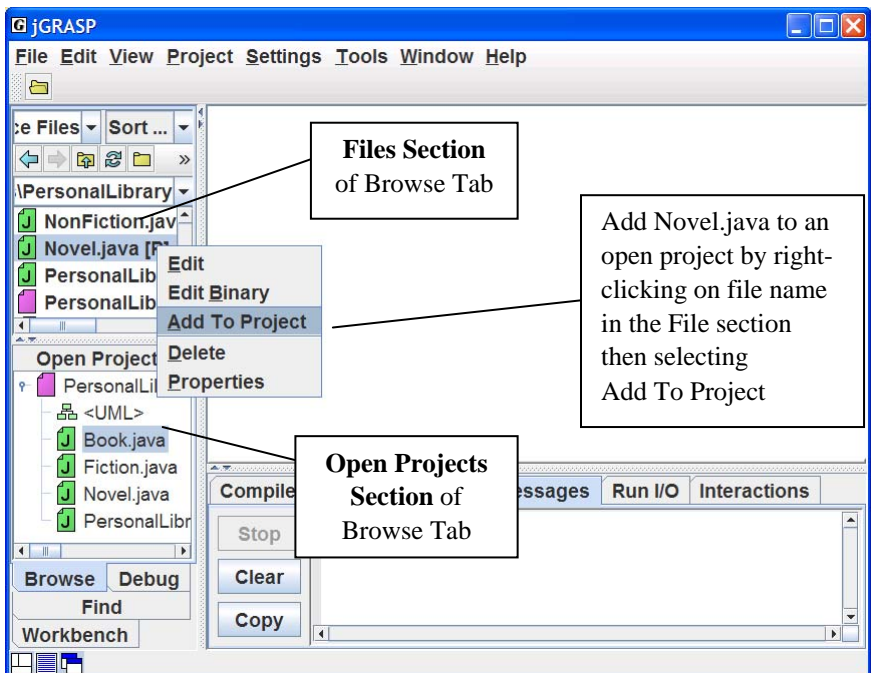 jGRASP
File Edit View Project Settings Tools Window Help
ce Files Sort ...
»
\PersonalLibrary
NonFiction.jav
Novel.java [P]
PersonalLib
PersonalLib
Edit
Edit Binary
Add To Project
Delete
Properties
Files Section
of Browse Tab
Add Novel.java to an
open project by right-
clicking on file name
in the File section
then selecting
Add To Project
Open Project
PersonalLi
<UML>
Book.java
Fiction.java
Novel.java
PersonalLibr
Open Projects
Section of
Browse Tab
Compile essages Run I/O Interactions
Stop
Clear
Copy
Browse Debug
Find
Workbench